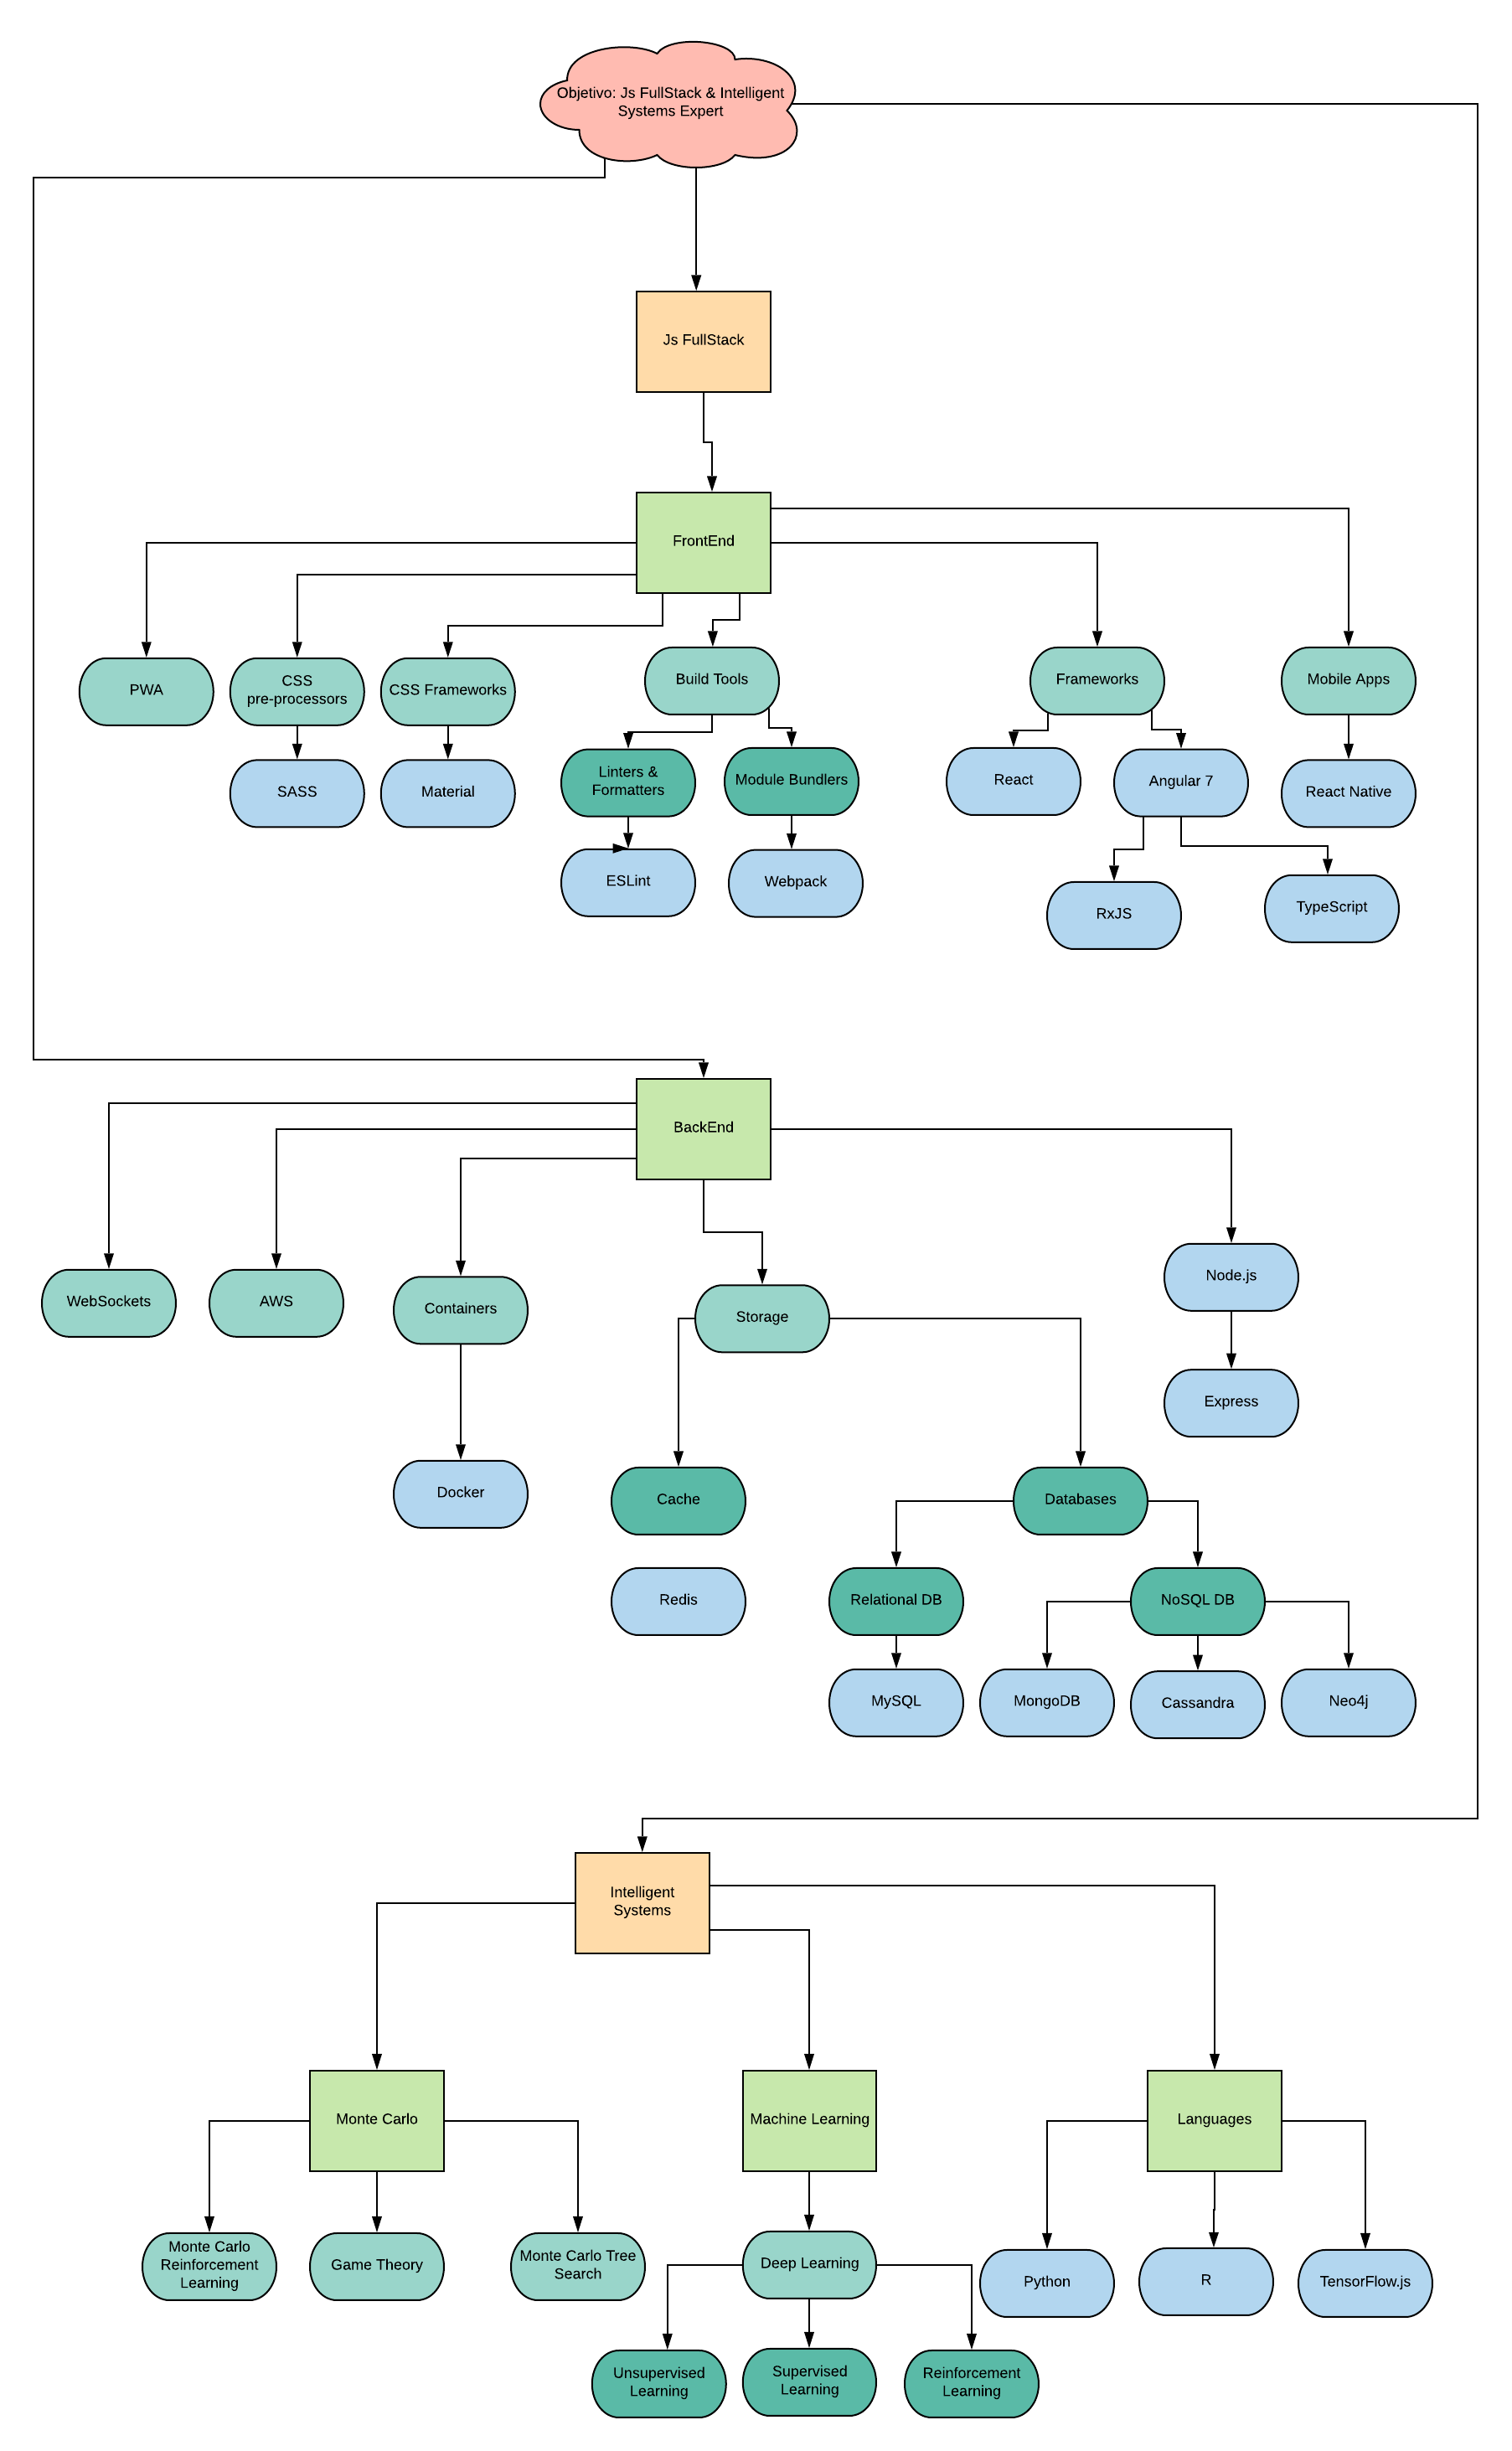 Objetivo: Js FullStack & Intelligent
Systems Expert
Js FullStack
FrontEnd
PWA
CSS
pre-processors
CSS Frameworks
Build Tools
Frameworks
Mobile Apps
SASS
Material
Linters &
Formatters
Module Bundlers
React
Angular 7
React Native
ESLint
Webpack
RxJS
TypeScript
BackEnd
WebSockets
AWS
Containers
Storage
Node.js
Express
Docker
Cache
Databases
Redis
Relational DB
NoSQL DB
MySQL
MongoDB
Cassandra
Neo4j
Intelligent
Systems
Monte Carlo
Machine Learning
Languages
Monte Carlo
Reinforcement
Learning
Game Theory
Monte Carlo Tree
Search
Deep Learning
Python
R
TensorFlow.js
Unsupervised
Learning
Supervised
Learning
Reinforcement
Learning